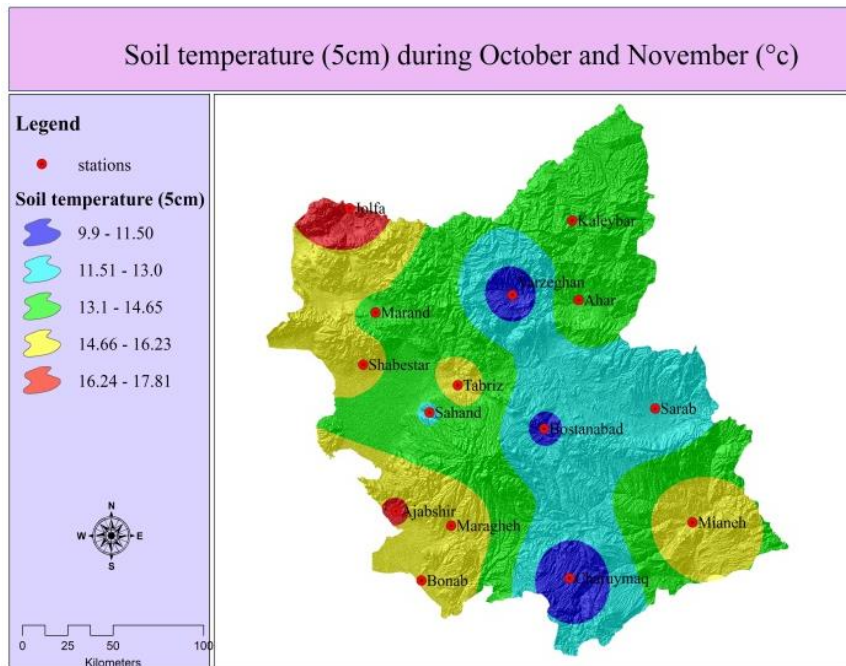 Soil temperature (5cm) during October and November (°c)
Legend
stations
Soil temperature (5cm)
9.9 - 11.50
11.51 - 13.0
13.1 - 14.65
14.66 - 16.23
16.24 - 17.81
N
W E
S
0 25 50 100
Kilometers
Jolfa
Kaleybar
Varzeghan
Ahar
Marand
Shabestar
Tabriz
Sahand
Sarab
Bostanabad
Ajabshir
Maragheh
Mianeh
Bonab
Charuymaq